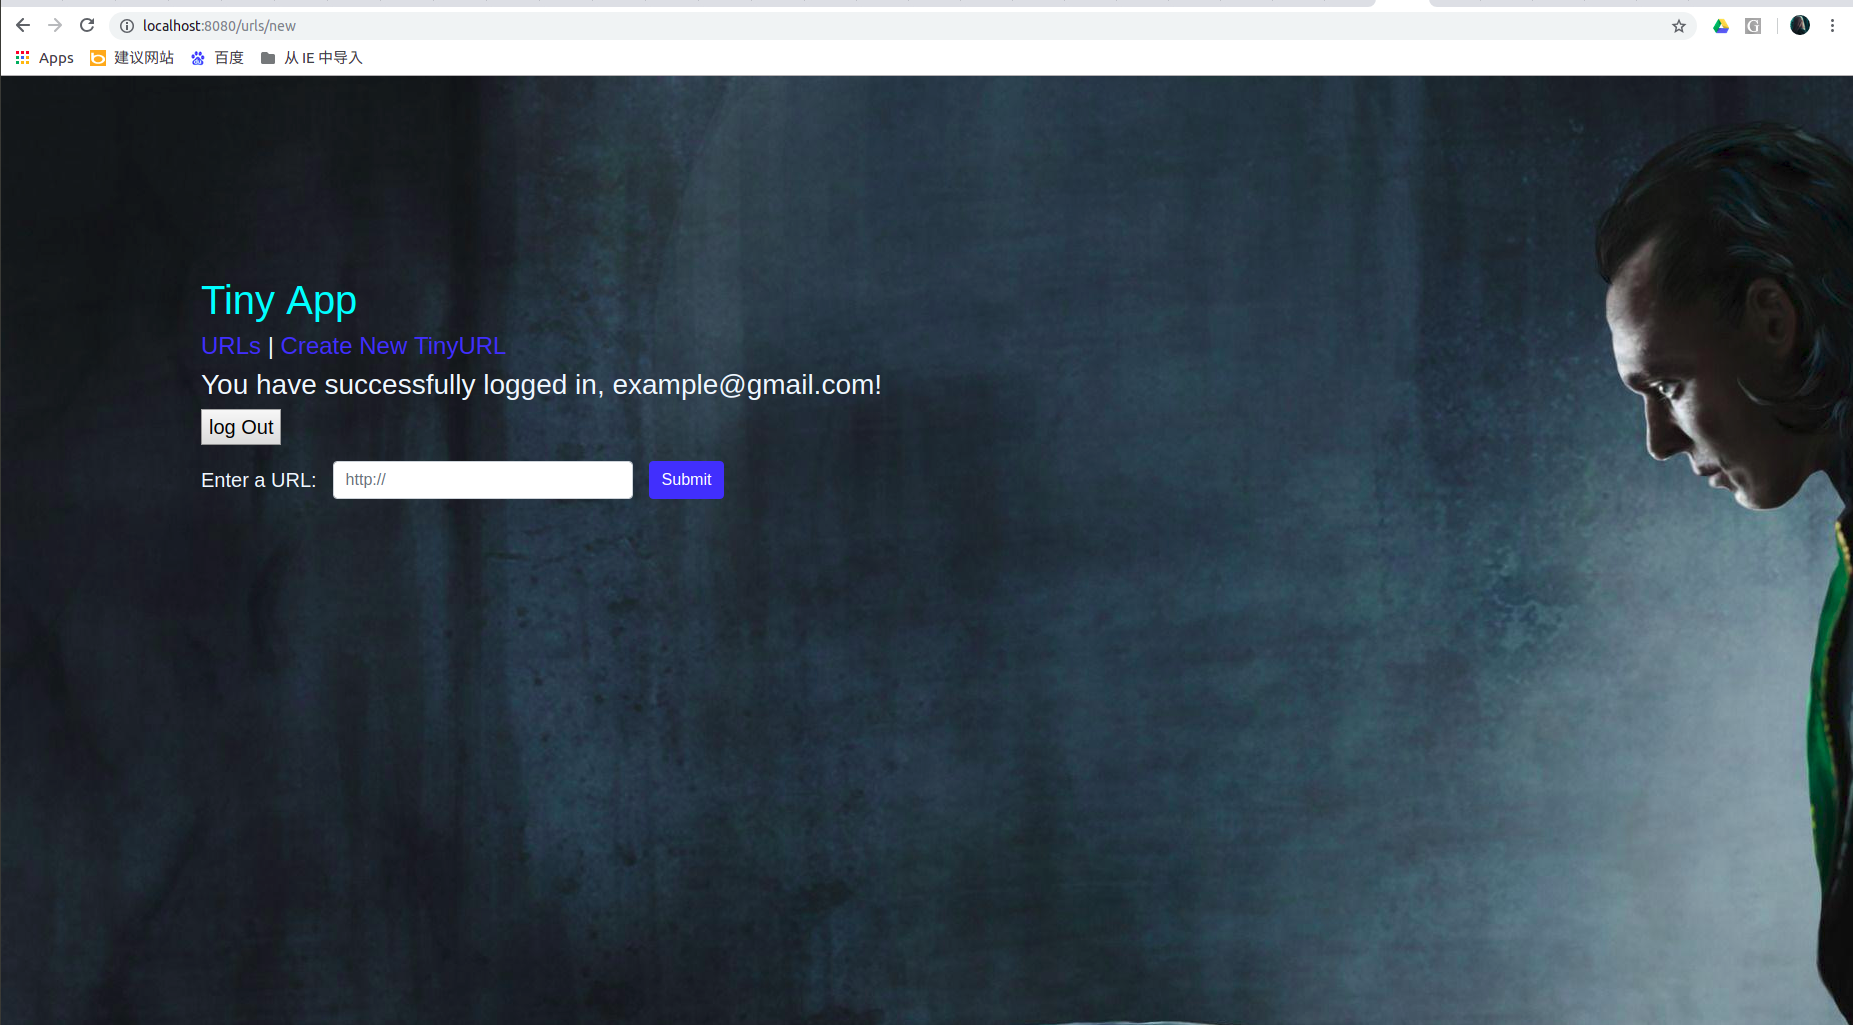 localhost:8080/urls/new
Apps 建议网站 百度 从 IE 中导入
Tiny App
URLs | Create New TinyURL
You have successfully logged in, example@gmail.com!
log Out
Enter a URL: http:// Submit